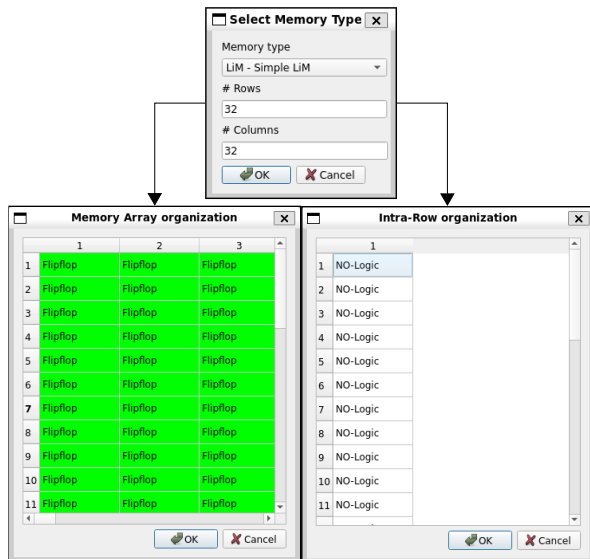 Select Memory Type
Memory type
LiM - Simple LiM
# Rows
32
# Columns
32
OK Cancel
Memory Array organization
1 2 3
1 Flipflop Flipflop Flipflop
2 Flipflop Flipflop Flipflop
3 Flipflop Flipflop Flipflop
4 Flipflop Flipflop Flipflop
5 Flipflop Flipflop Flipflop
6 Flipflop Flipflop Flipflop
7 Flipflop Flipflop Flipflop
8 Flipflop Flipflop Flipflop
9 Flipflop Flipflop Flipflop
10 Flipflop Flipflop Flipflop
11 Flipflop Flipflop Flipflop
OK Cancel
Intra-Row organization
1
1 NO-Logic
2 NO-Logic
3 NO-Logic
4 NO-Logic
5 NO-Logic
6 NO-Logic
7 NO-Logic
8 NO-Logic
9 NO-Logic
10 NO-Logic
11 NO-Logic
OK Cancel